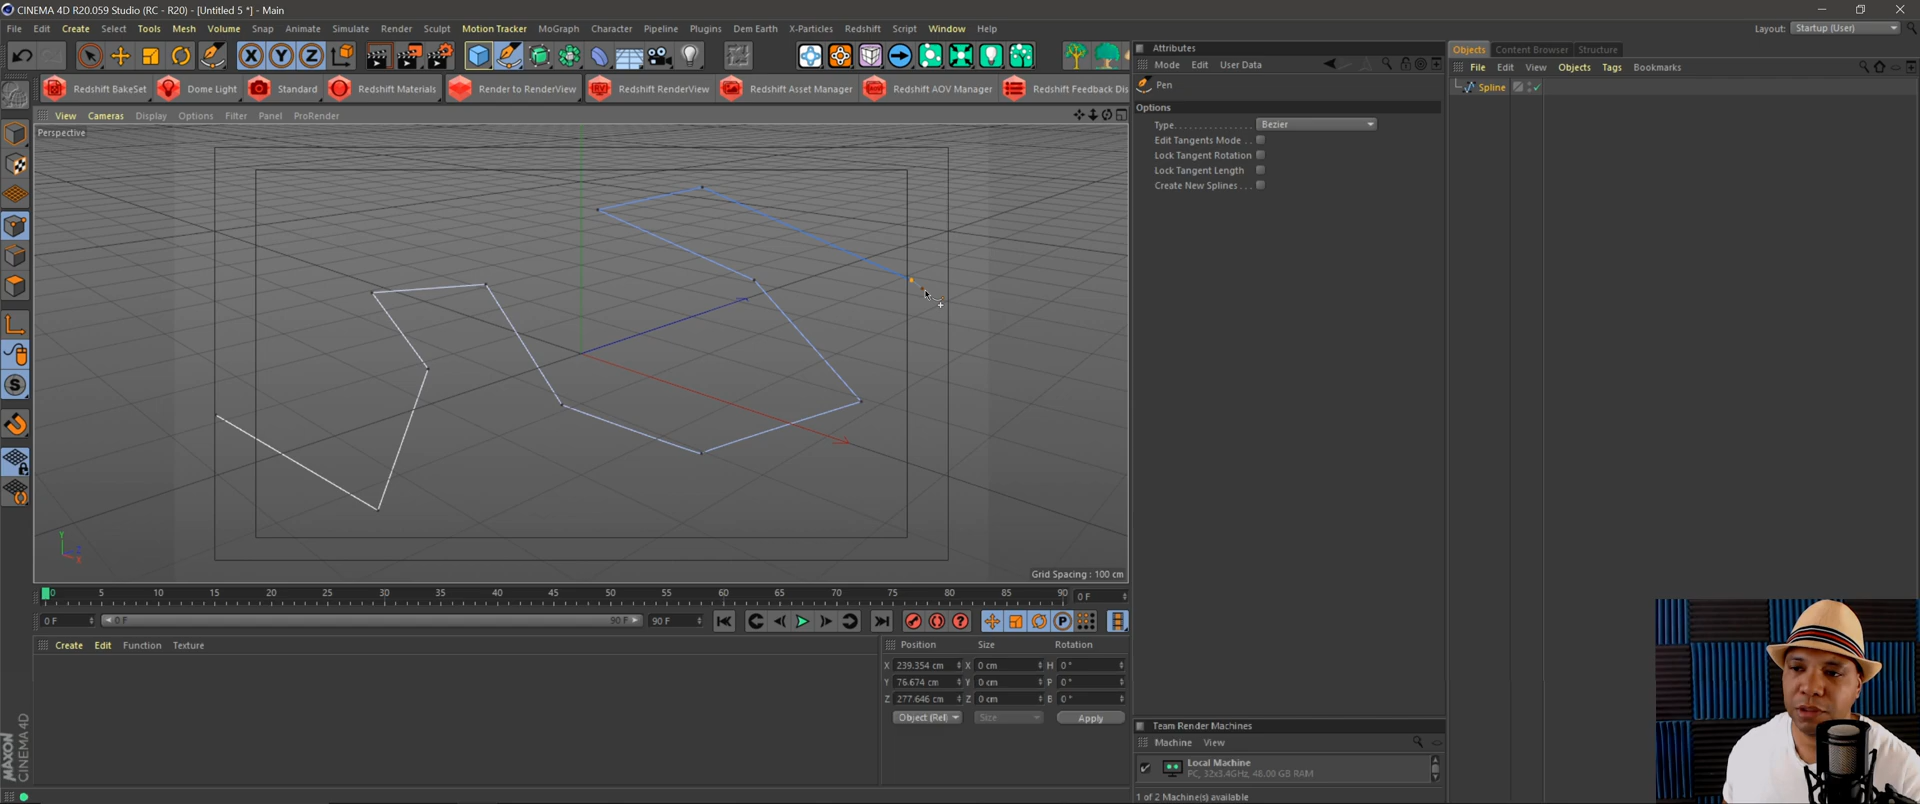 CINEMA 4D R20.059 Studio (RC - R20) - [Untitled 5 *] - Main
File Edit Create Select Tools Mesh Volume Snap Animate Simulate Render Sculpt Motion Tracker MoGraph Character Pipeline Plugins Dem Earth X-Particles Redshift Script Window Help
Layout: Startup (User)
X Y Z
Attributes
Objects Content Browser Structure
Mode Edit User Data
File Edit View Objects Tags Bookmarks
Redshift BakeSet Dome Light Standard Redshift Materials Render to RenderView Redshift RenderView Redshift Asset Manager Redshift AOV Manager Redshift Feedback Dis
RV
Pen
Spline
Options
View Cameras Display Options Filter Panel ProRender
Type Bezier
Perspective
Edit Tangents Mode
Lock Tangent Rotation
Lock Tangent Length
Create New Splines
S
Y
X
Grid Spacing : 100 cm
0 5 10 15 20 25 30 35 40 45 50 55 60 65 70 75 80 85 90 0 F
0 F 0 F 90 F 90 F
P
Create Edit Function Texture
Position Size Rotation
X 239.354 cm X 0 cm H 0 °
Y 76.674 cm Y 0 cm P 0 °
Z 277.646 cm Z 0 cm B 0 °
Object (Rel) Size Apply
Team Render Machines
Machine View
Local Machine
PC, 32x3.4GHz, 48.00 GB RAM
1 of 2 Machine(s) available
MAXON
CINEMA 4D